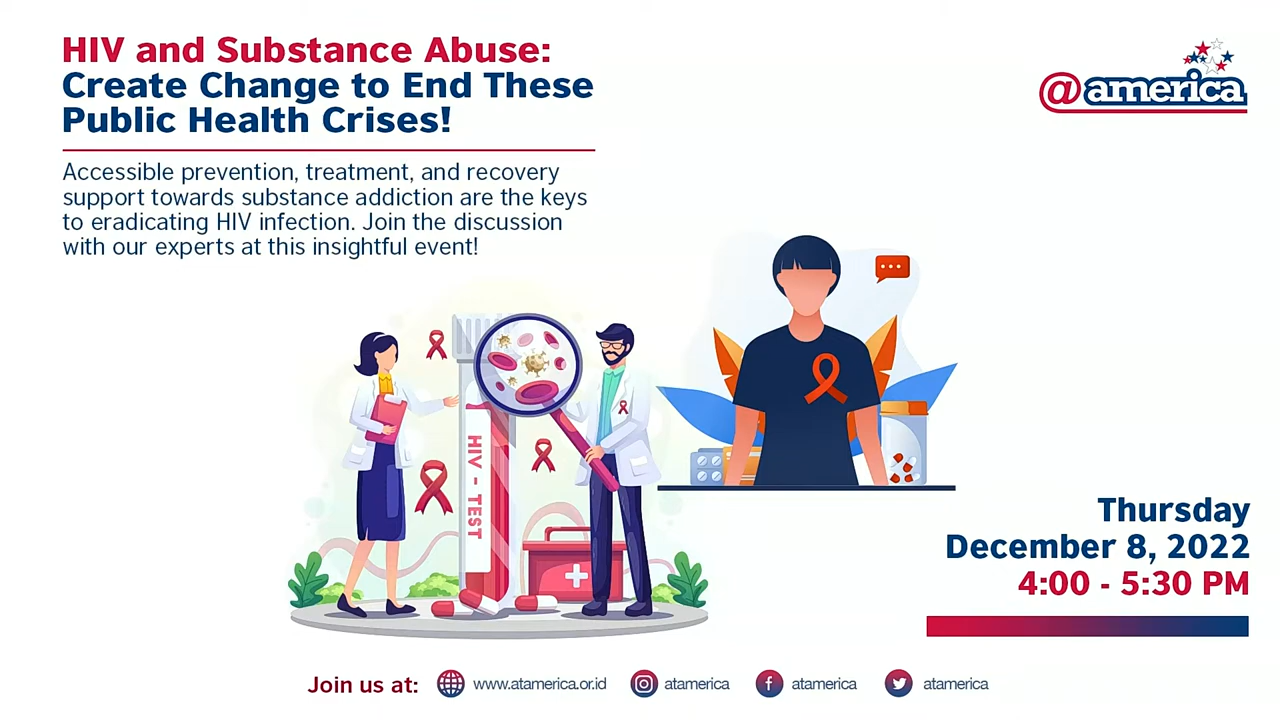 HIV and Substance Abuse:
Create Change to End These
Public Health Crises!
Accessible prevention, treatment, and recovery
support towards substance addiction are the keys
to eradicating HIV infection. Join the discussion
with our experts at this insightful event!
@america
HIV - TEST
Thursday
December 8, 2022
4:00 - 5:30 PM
Join us at: www.atamerica.or.id atamerica atamerica atamerica